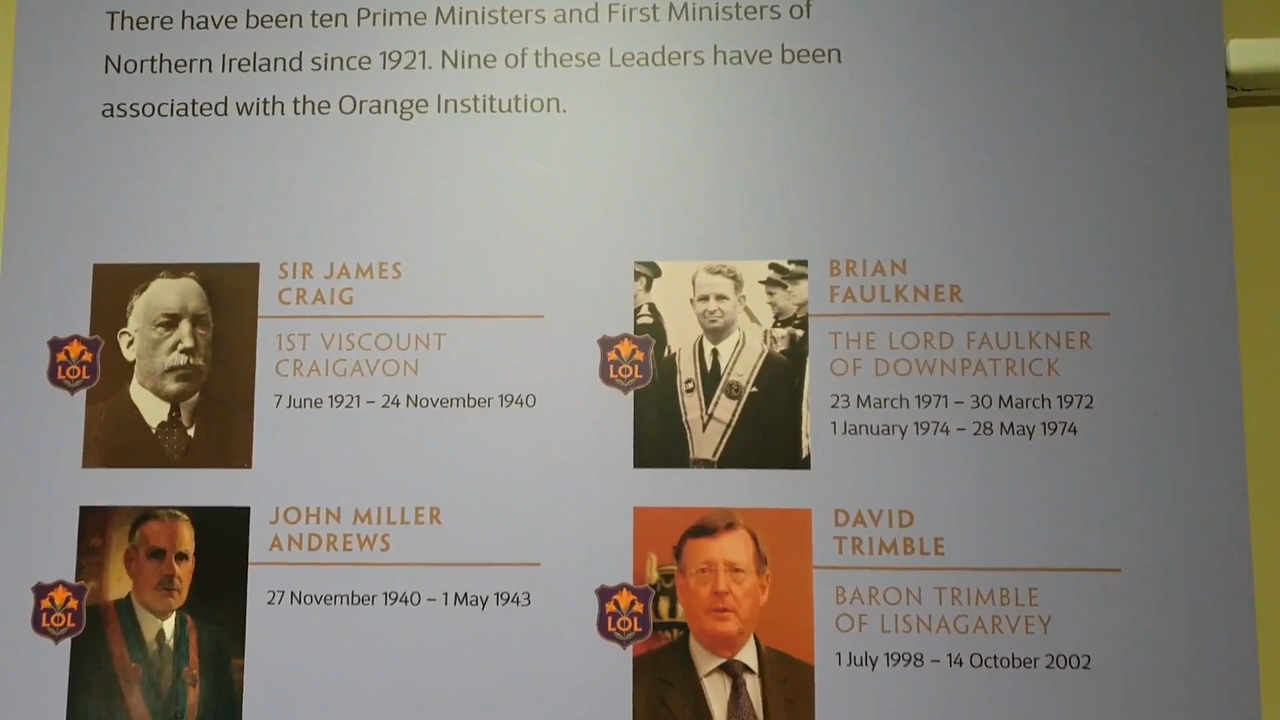 There have been ten Prime Ministers and First Ministers of
Northern Ireland since 1921. Nine of these Leaders have been
associated with the Orange Institution.
SIR JAMES
CRAIG
1ST VISCOUNT
CRAIGAVON
7 June 1921 – 24 November 1940
LOL
BRIAN
FAULKNER
THE LORD FAULKNER
OF DOWNPATRICK
23 March 1971 – 30 March 1972
1 January 1974 – 28 May 1974
LOL
JOHN MILLER
ANDREWS
27 November 1940 – 1 May 1943
LOL
DAVID
TRIMBLE
BARON TRIMBLE
OF LISNAGARVEY
1 July 1998 – 14 October 2002
LOL